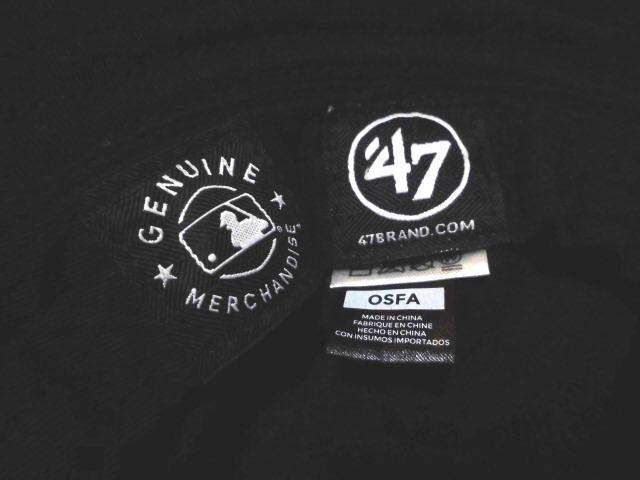 GENUINE
MERCHANDISE
'47
47BRAND.COM
OSFA
MADE IN CHINA
FABRIQUE EN CHINE
HECHO EN CHINA
CON INSUMOS IMPORTADOS